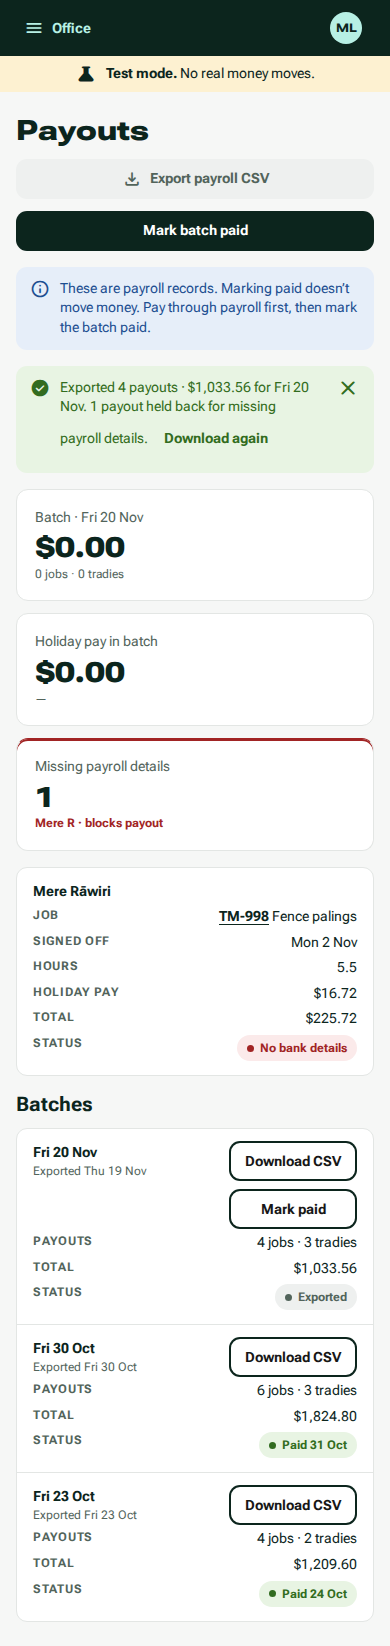 Office
ML
Test mode. No real money moves.
Payouts
Export payroll CSV
Mark batch paid
These are payroll records. Marking paid doesn’t
move money. Pay through payroll first, then mark
the batch paid.
Exported 4 payouts · $1,033.56 for Fri 20
Nov. 1 payout held back for missing
payroll details. Download again
Batch · Fri 20 Nov
$0.00
0 jobs · 0 tradies
Holiday pay in batch
$0.00
—
Missing payroll details
1
Mere R · blocks payout
Mere Rāwiri
JOB TM-998 Fence palings
SIGNED OFF Mon 2 Nov
HOURS 5.5
HOLIDAY PAY $16.72
TOTAL $225.72
STATUS No bank details
Batches
Fri 20 Nov
Exported Thu 19 Nov
Download CSV
Mark paid
PAYOUTS 4 jobs · 3 tradies
TOTAL $1,033.56
STATUS Exported
Fri 30 Oct
Exported Fri 30 Oct
Download CSV
PAYOUTS 6 jobs · 3 tradies
TOTAL $1,824.80
STATUS Paid 31 Oct
Fri 23 Oct
Exported Fri 23 Oct
Download CSV
PAYOUTS 4 jobs · 2 tradies
TOTAL $1,209.60
STATUS Paid 24 Oct